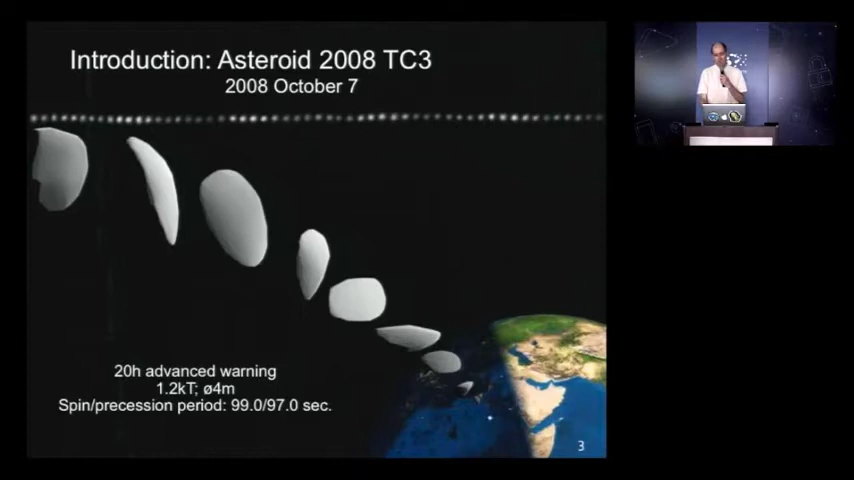 Introduction: Asteroid 2008 TC3
2008 October 7
20h advanced warning
1.2kT; ø4m
Spin/precession period: 99.0/97.0 sec.
3